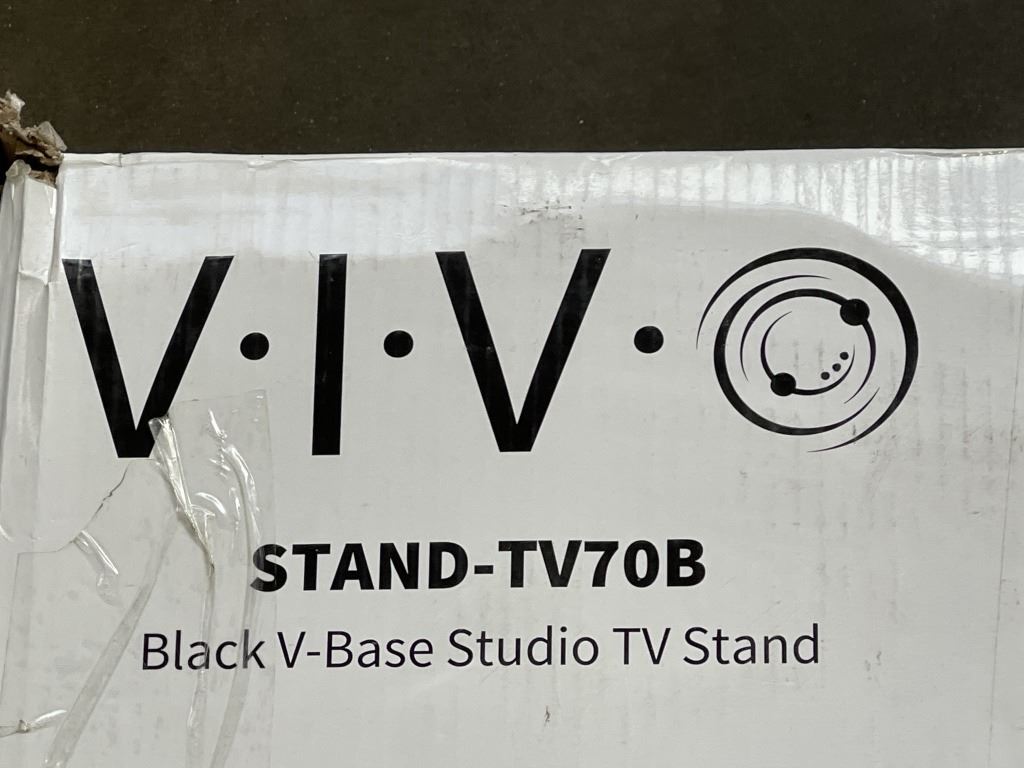 V·I·V·O
STAND-TV70B
Black V-Base Studio TV Stand